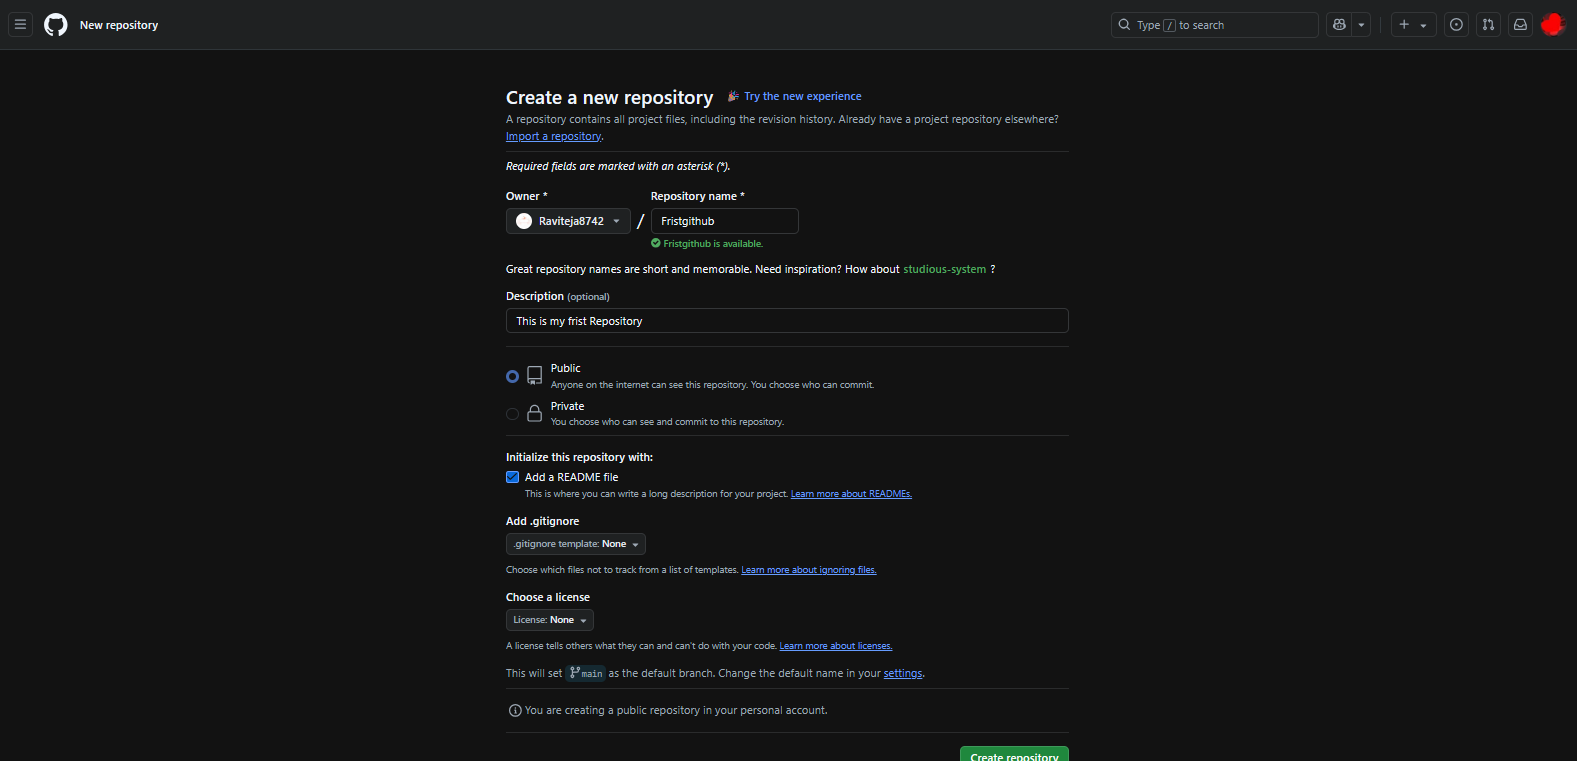 New repository
Type / to search
Create a new repository
Try the new experience
A repository contains all project files, including the revision history. Already have a project repository elsewhere?
Import a repository.
Required fields are marked with an asterisk (*).
Owner * Repository name *
Raviteja8742 / Fristgithub
Fristgithub is available.
Great repository names are short and memorable. Need inspiration? How about studious-system ?
Description (optional)
This is my frist Repository
Public
Anyone on the internet can see this repository. You choose who can commit.
Private
You choose who can see and commit to this repository.
Initialize this repository with:
Add a README file
This is where you can write a long description for your project. Learn more about READMEs.
Add .gitignore
.gitignore template: None
Choose which files not to track from a list of templates. Learn more about ignoring files.
Choose a license
License: None
A license tells others what they can and can't do with your code. Learn more about licenses.
This will set main as the default branch. Change the default name in your settings.
You are creating a public repository in your personal account.
Create repository